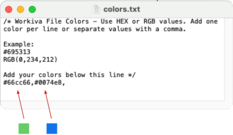 colors.txt
/* Workiva File Colors - Use HEX or RGB values. Add one
color per line or separate values with a comma.
Example:
#695313
RGB(0,234,212)
Add your colors below this line */
#66cc66,#0074e8,